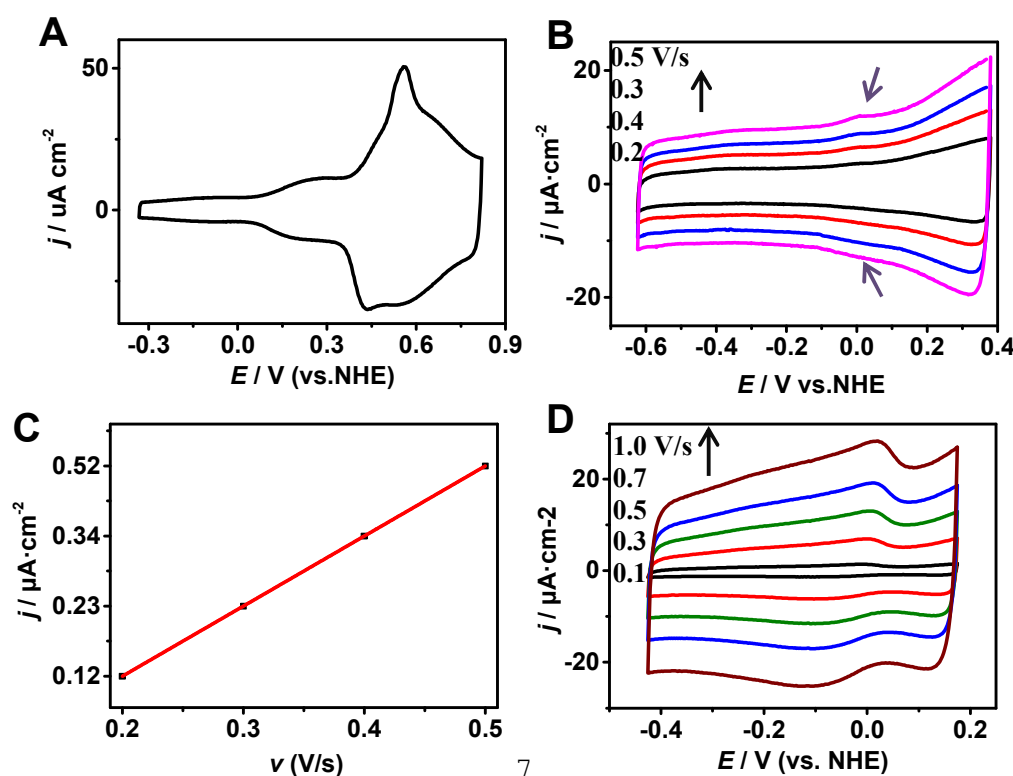 A
50
0
j / uA cm-2
-0.3 0.0 0.3 0.6 0.9
E / V (vs.NHE)
B
0.5 V/s
0.3
0.4
0.2
20
0
-20
j / µA·cm-2
-0.6 -0.4 -0.2 0.0 0.2 0.4
E / V vs.NHE
C
0.52
0.34
0.23
0.12
j / µA·cm-2
0.2 0.3 0.4 0.5
v (V/s)
D
1.0 V/s
0.7
0.5
0.3
0.1
20
0
-20
j / µA·cm-2
-0.4 -0.2 0.0 0.2
E / V (vs. NHE)
7